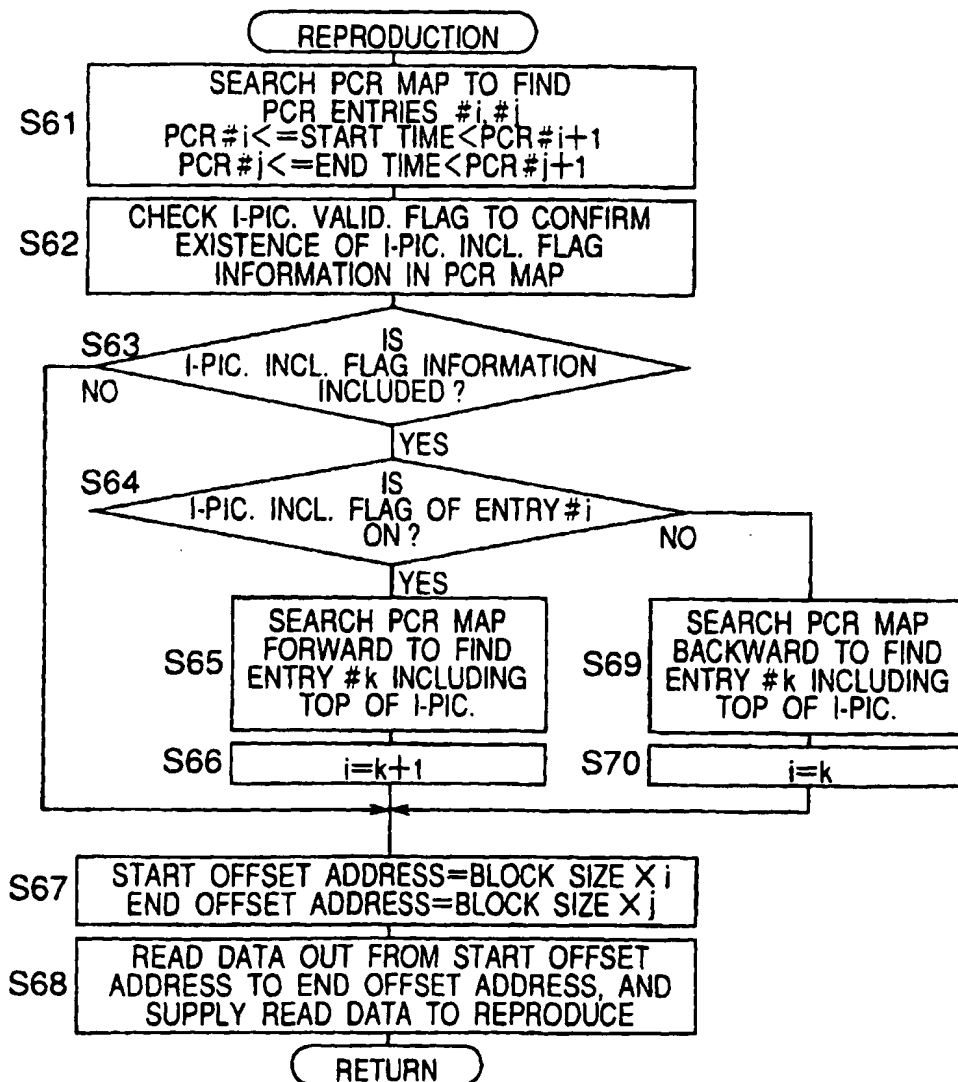 REPRODUCTION
S61
SEARCH PCR MAP TO FIND
PCR ENTRIES #i,#j
PCR#i<=START TIME<PCR#i+1
PCR#j<=END TIME<PCR#j+1
S62
CHECK I-PIC. VALID. FLAG TO CONFIRM
EXISTENCE OF I-PIC. INCL. FLAG
INFORMATION IN PCR MAP
S63
IS
I-PIC. INCL. FLAG INFORMATION
INCLUDED?
NO
YES
S64
IS
I-PIC. INCL. FLAG OF ENTRY#i
ON?
NO
YES
S65
SEARCH PCR MAP
FORWARD TO FIND
ENTRY #k INCLUDING
TOP OF I-PIC.
S69
SEARCH PCR MAP
BACKWARD TO FIND
ENTRY #k INCLUDING
TOP OF I-PIC.
S66
i=k+1
S70
i=k
S67
START OFFSET ADDRESS=BLOCK SIZE X i
END OFFSET ADDRESS=BLOCK SIZE X j
S68
READ DATA OUT FROM START OFFSET
ADDRESS TO END OFFSET ADDRESS, AND
SUPPLY READ DATA TO REPRODUCE
RETURN